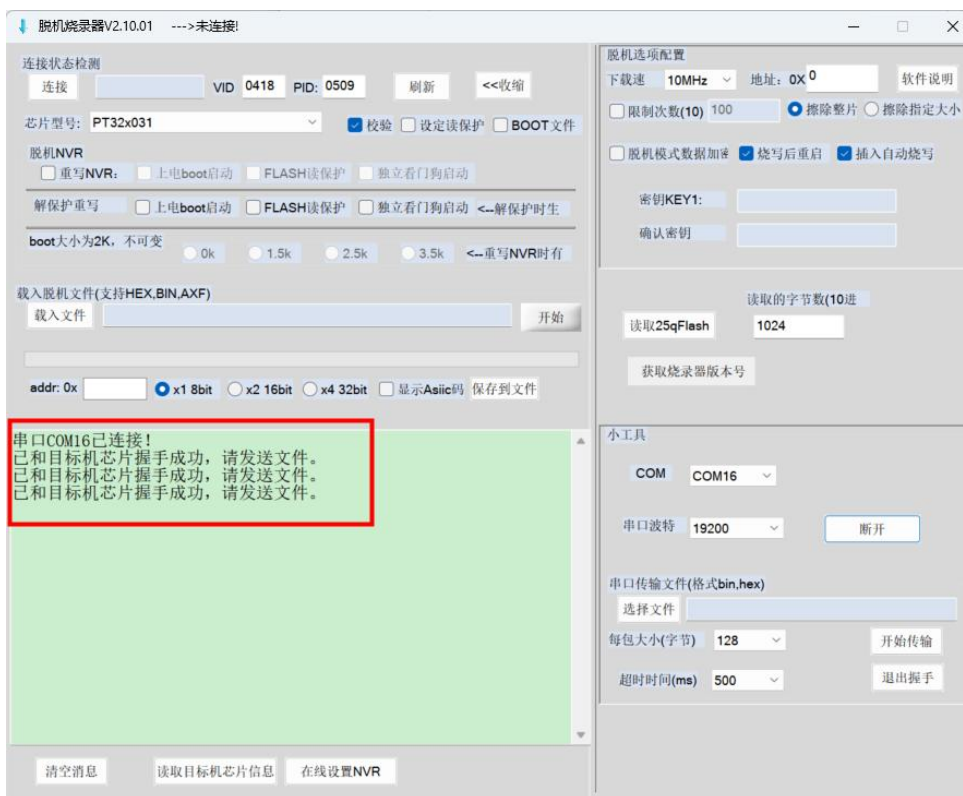 脱机烧录器V2.10.01 --->未连接!
连接状态检测
连接 VID 0418 PID: 0509 刷新 <<收缩
芯片型号: PT32x031 校验 设定读保护 BOOT文件
脱机NVR
重写NVR: 上电boot启动 FLASH读保护 独立看门狗启动
解保护重写 上电boot启动 FLASH读保护 独立看门狗启动 <--解保护时生
boot大小为2K，不可变
0k 1.5k 2.5k 3.5k <--重写NVR时有
载入脱机文件(支持HEX,BIN,AXF)
载入文件 开始
addr: 0x x1 8bit x2 16bit x4 32bit 显示Asiic码 保存到文件
串口COM16已连接!
已和目标机芯片握手成功，请发送文件。
已和目标机芯片握手成功，请发送文件。
已和目标机芯片握手成功，请发送文件。
清空消息 读取目标机芯片信息 在线设置NVR
脱机选项配置
下载速 10MHz 地址: 0X 0 软件说明
限制次数(10) 100 擦除整片 擦除指定大小
脱机模式数据加密 烧写后重启 插入自动烧写
密钥KEY1:
确认密钥
读取的字节数(10进
读取25qFlash 1024
获取烧录器版本号
小工具
COM COM16
串口波特 19200 断开
串口传输文件(格式bin,hex)
选择文件
每包大小(字节) 128 开始传输
超时时间(ms) 500 退出握手